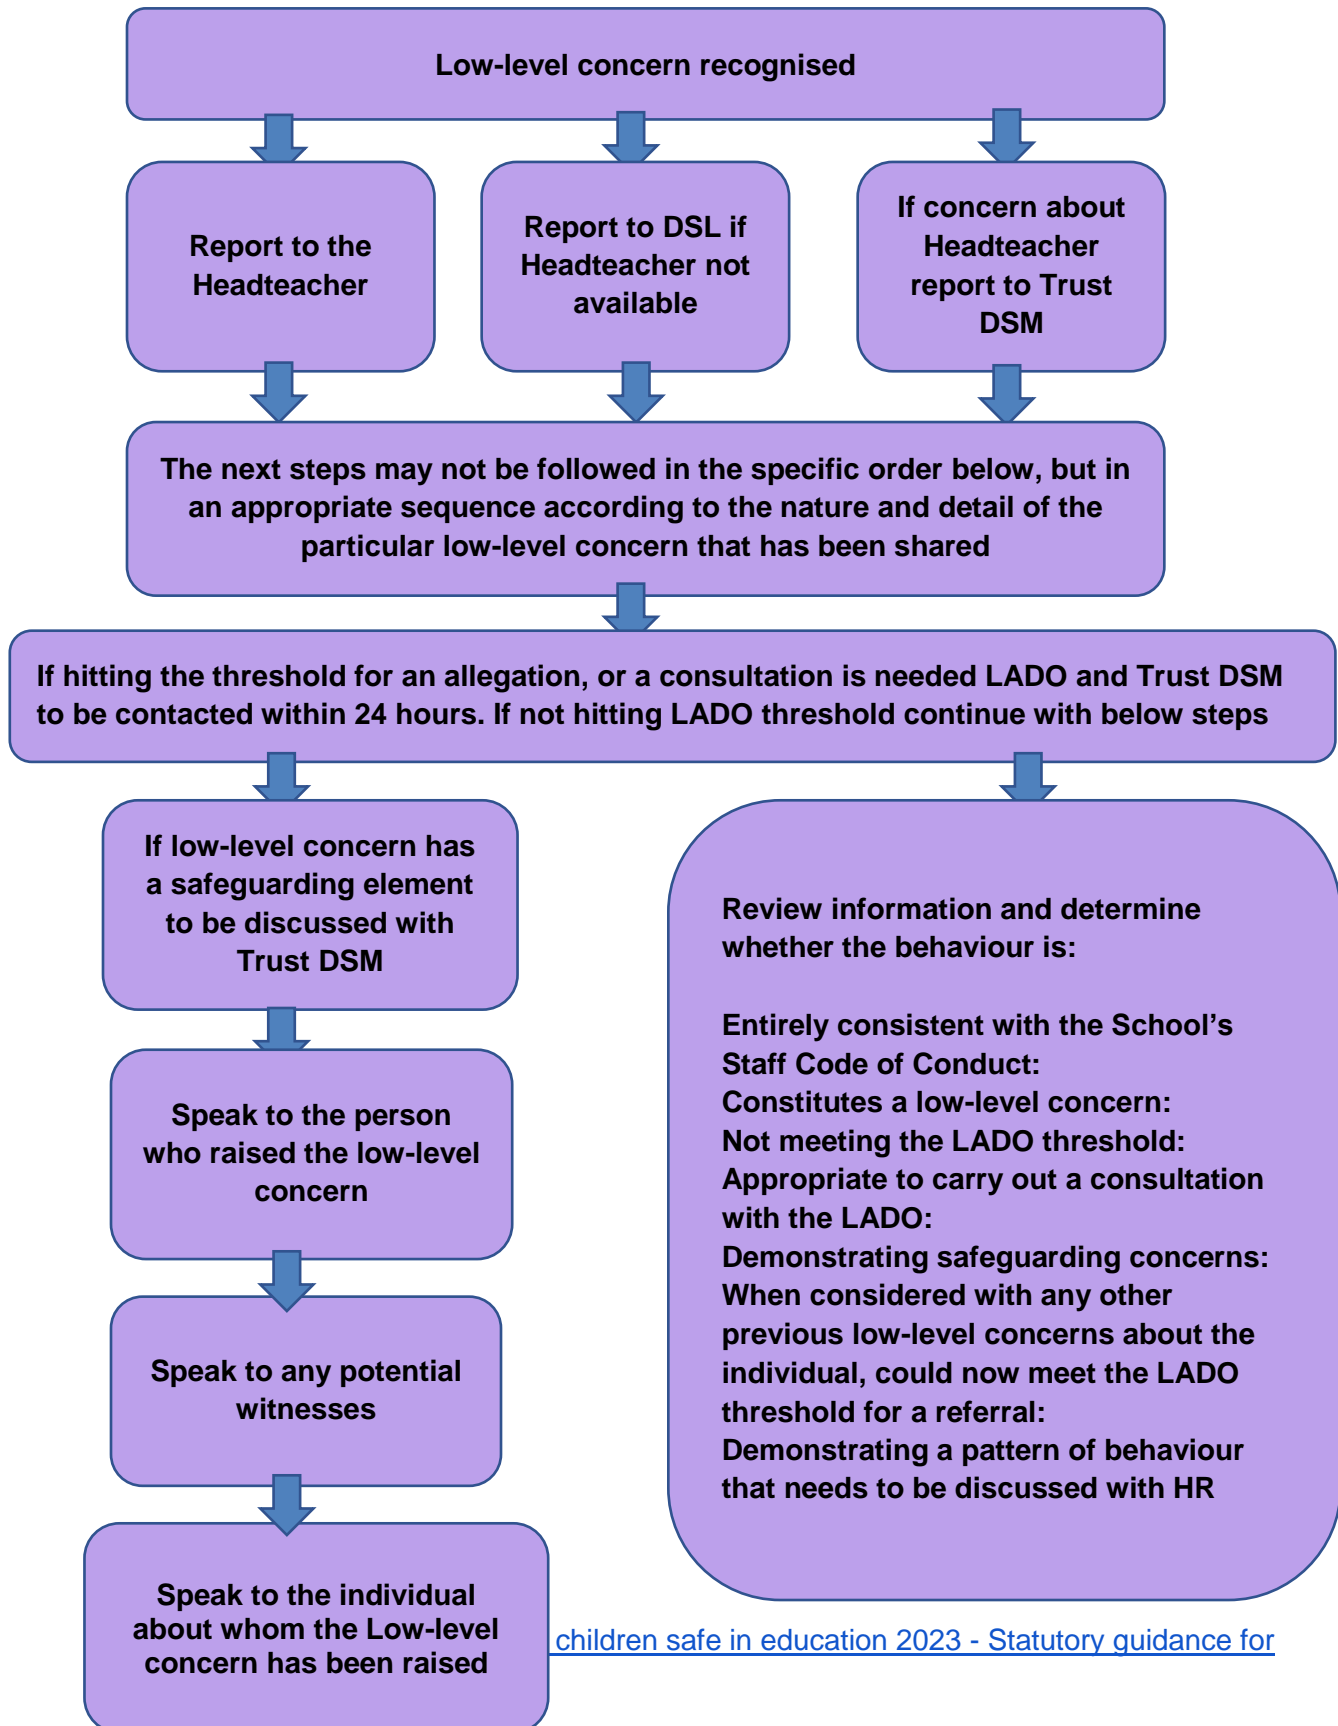 Low-level concern recognised
Report to the
Headteacher
Report to DSL if
Headteacher not
available
If concern about
Headteacher
report to Trust
DSM
The next steps may not be followed in the specific order below, but in
an appropriate sequence according to the nature and detail of the
particular low-level concern that has been shared
If hitting the threshold for an allegation, or a consultation is needed LADO and Trust DSM
to be contacted within 24 hours. If not hitting LADO threshold continue with below steps
If low-level concern has
a safeguarding element
to be discussed with
Trust DSM
Speak to the person
who raised the low-level
concern
Speak to any potential
witnesses
Speak to the individual
about whom the Low-level
concern has been raised
Review information and determine
whether the behaviour is:
Entirely consistent with the School’s
Staff Code of Conduct:
Constitutes a low-level concern:
Not meeting the LADO threshold:
Appropriate to carry out a consultation
with the LADO:
Demonstrating safeguarding concerns:
When considered with any other
previous low-level concerns about the
individual, could now meet the LADO
threshold for a referral:
Demonstrating a pattern of behaviour
that needs to be discussed with HR
children safe in education 2023 - Statutory guidance for